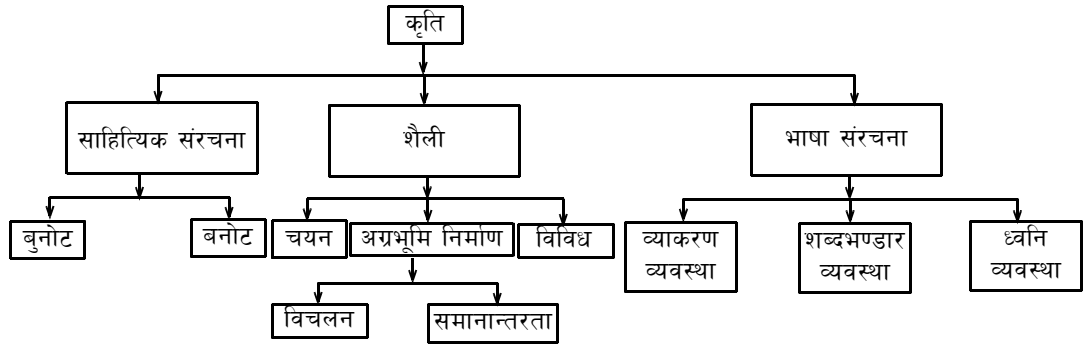 कृति
साहित्यिक संरचना
शैली
भाषा संरचना
बुनोट
बनोट
चयन
अग्रभूमि निर्माण
विविध
व्याकरण
व्यवस्था
शब्दभण्डार
व्यवस्था
ध्वनि
व्यवस्था
विचलन
समानान्तरता